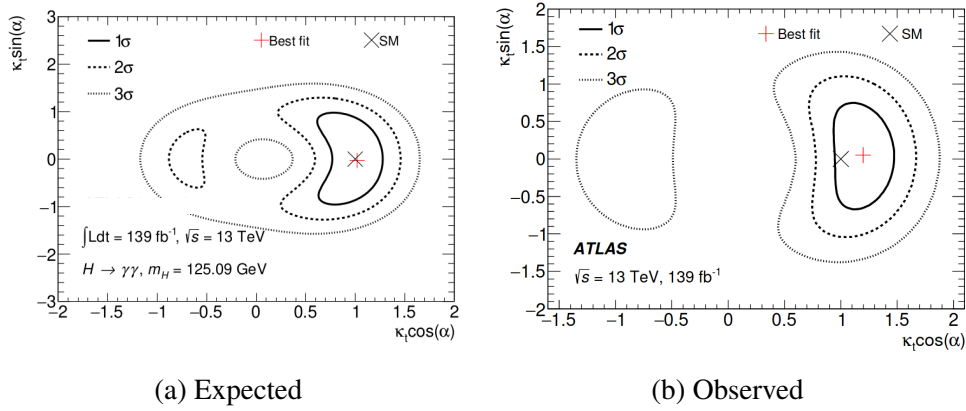 κₜsin(α)
3
2
1
0
−1
−2
−3
1σ
2σ
3σ
Best fit
SM
∫Ldt = 139 fb⁻¹, √s = 13 TeV
H → γγ, m_H = 125.09 GeV
−2 −1.5 −1 −0.5 0 0.5 1 1.5 2
κₜcos(α)
(a) Expected
κₜsin(α)
2
1.5
1
0.5
0
−0.5
−1
−1.5
−2
1σ
2σ
3σ
Best fit
SM
ATLAS
√s = 13 TeV, 139 fb⁻¹
−1.5 −1 −0.5 0 0.5 1 1.5 2
κₜcos(α)
(b) Observed